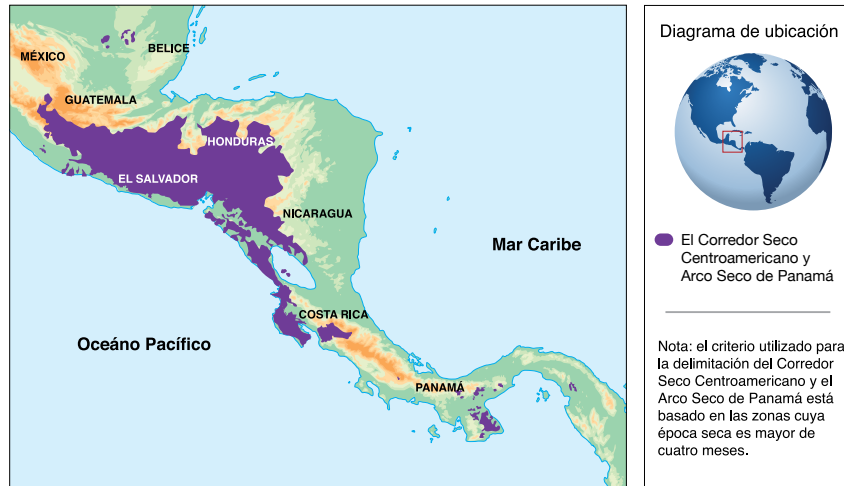 MÉXICO
BELICE
GUATEMALA
HONDURAS
EL SALVADOR
NICARAGUA
Mar Caribe
COSTA RICA
Oceáno Pacífico
PANAMÁ
Diagrama de ubicación
El Corredor Seco
Centroamericano y
Arco Seco de Panamá
Nota: el criterio utilizado para
la delimitación del Corredor
Seco Centroamericano y el
Arco Seco de Panamá está
basado en las zonas cuya
época seca es mayor de
cuatro meses.